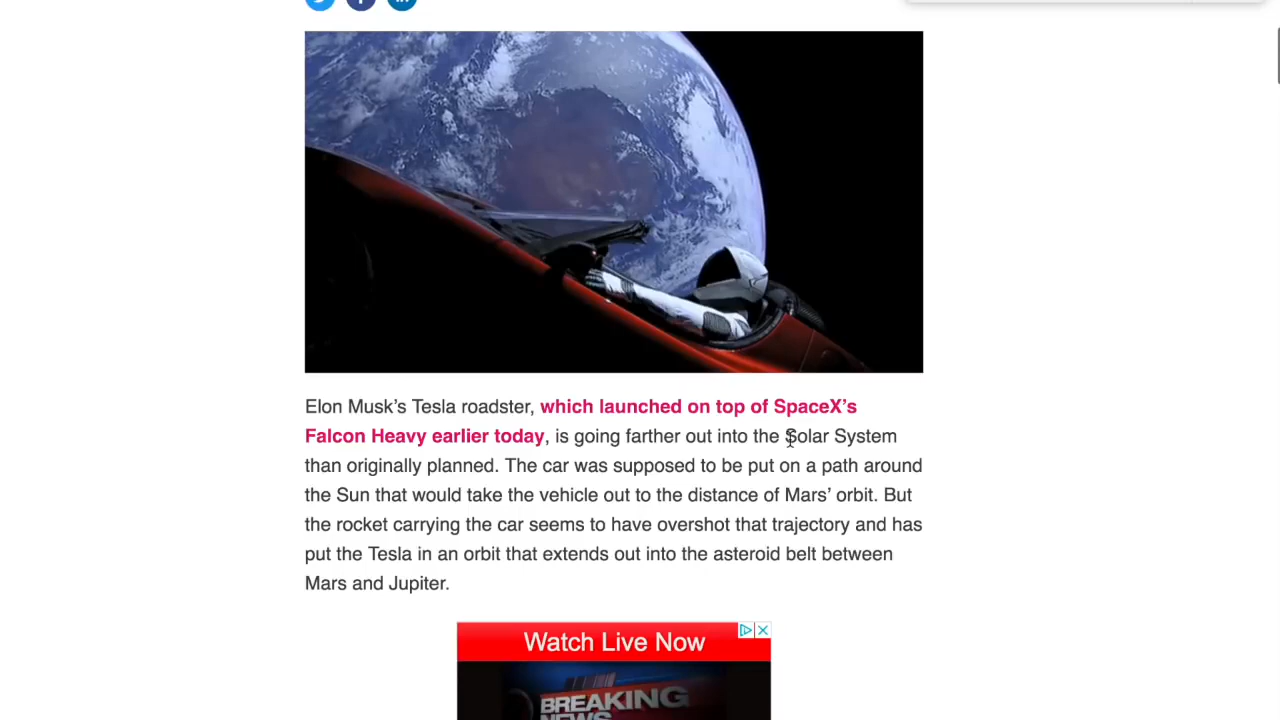 Elon Musk’s Tesla roadster, which launched on top of SpaceX’s
Falcon Heavy earlier today, is going farther out into the Solar System
than originally planned. The car was supposed to be put on a path around
the Sun that would take the vehicle out to the distance of Mars’ orbit. But
the rocket carrying the car seems to have overshot that trajectory and has
put the Tesla in an orbit that extends out into the asteroid belt between
Mars and Jupiter.
Watch Live Now
BREAKING
NEWS